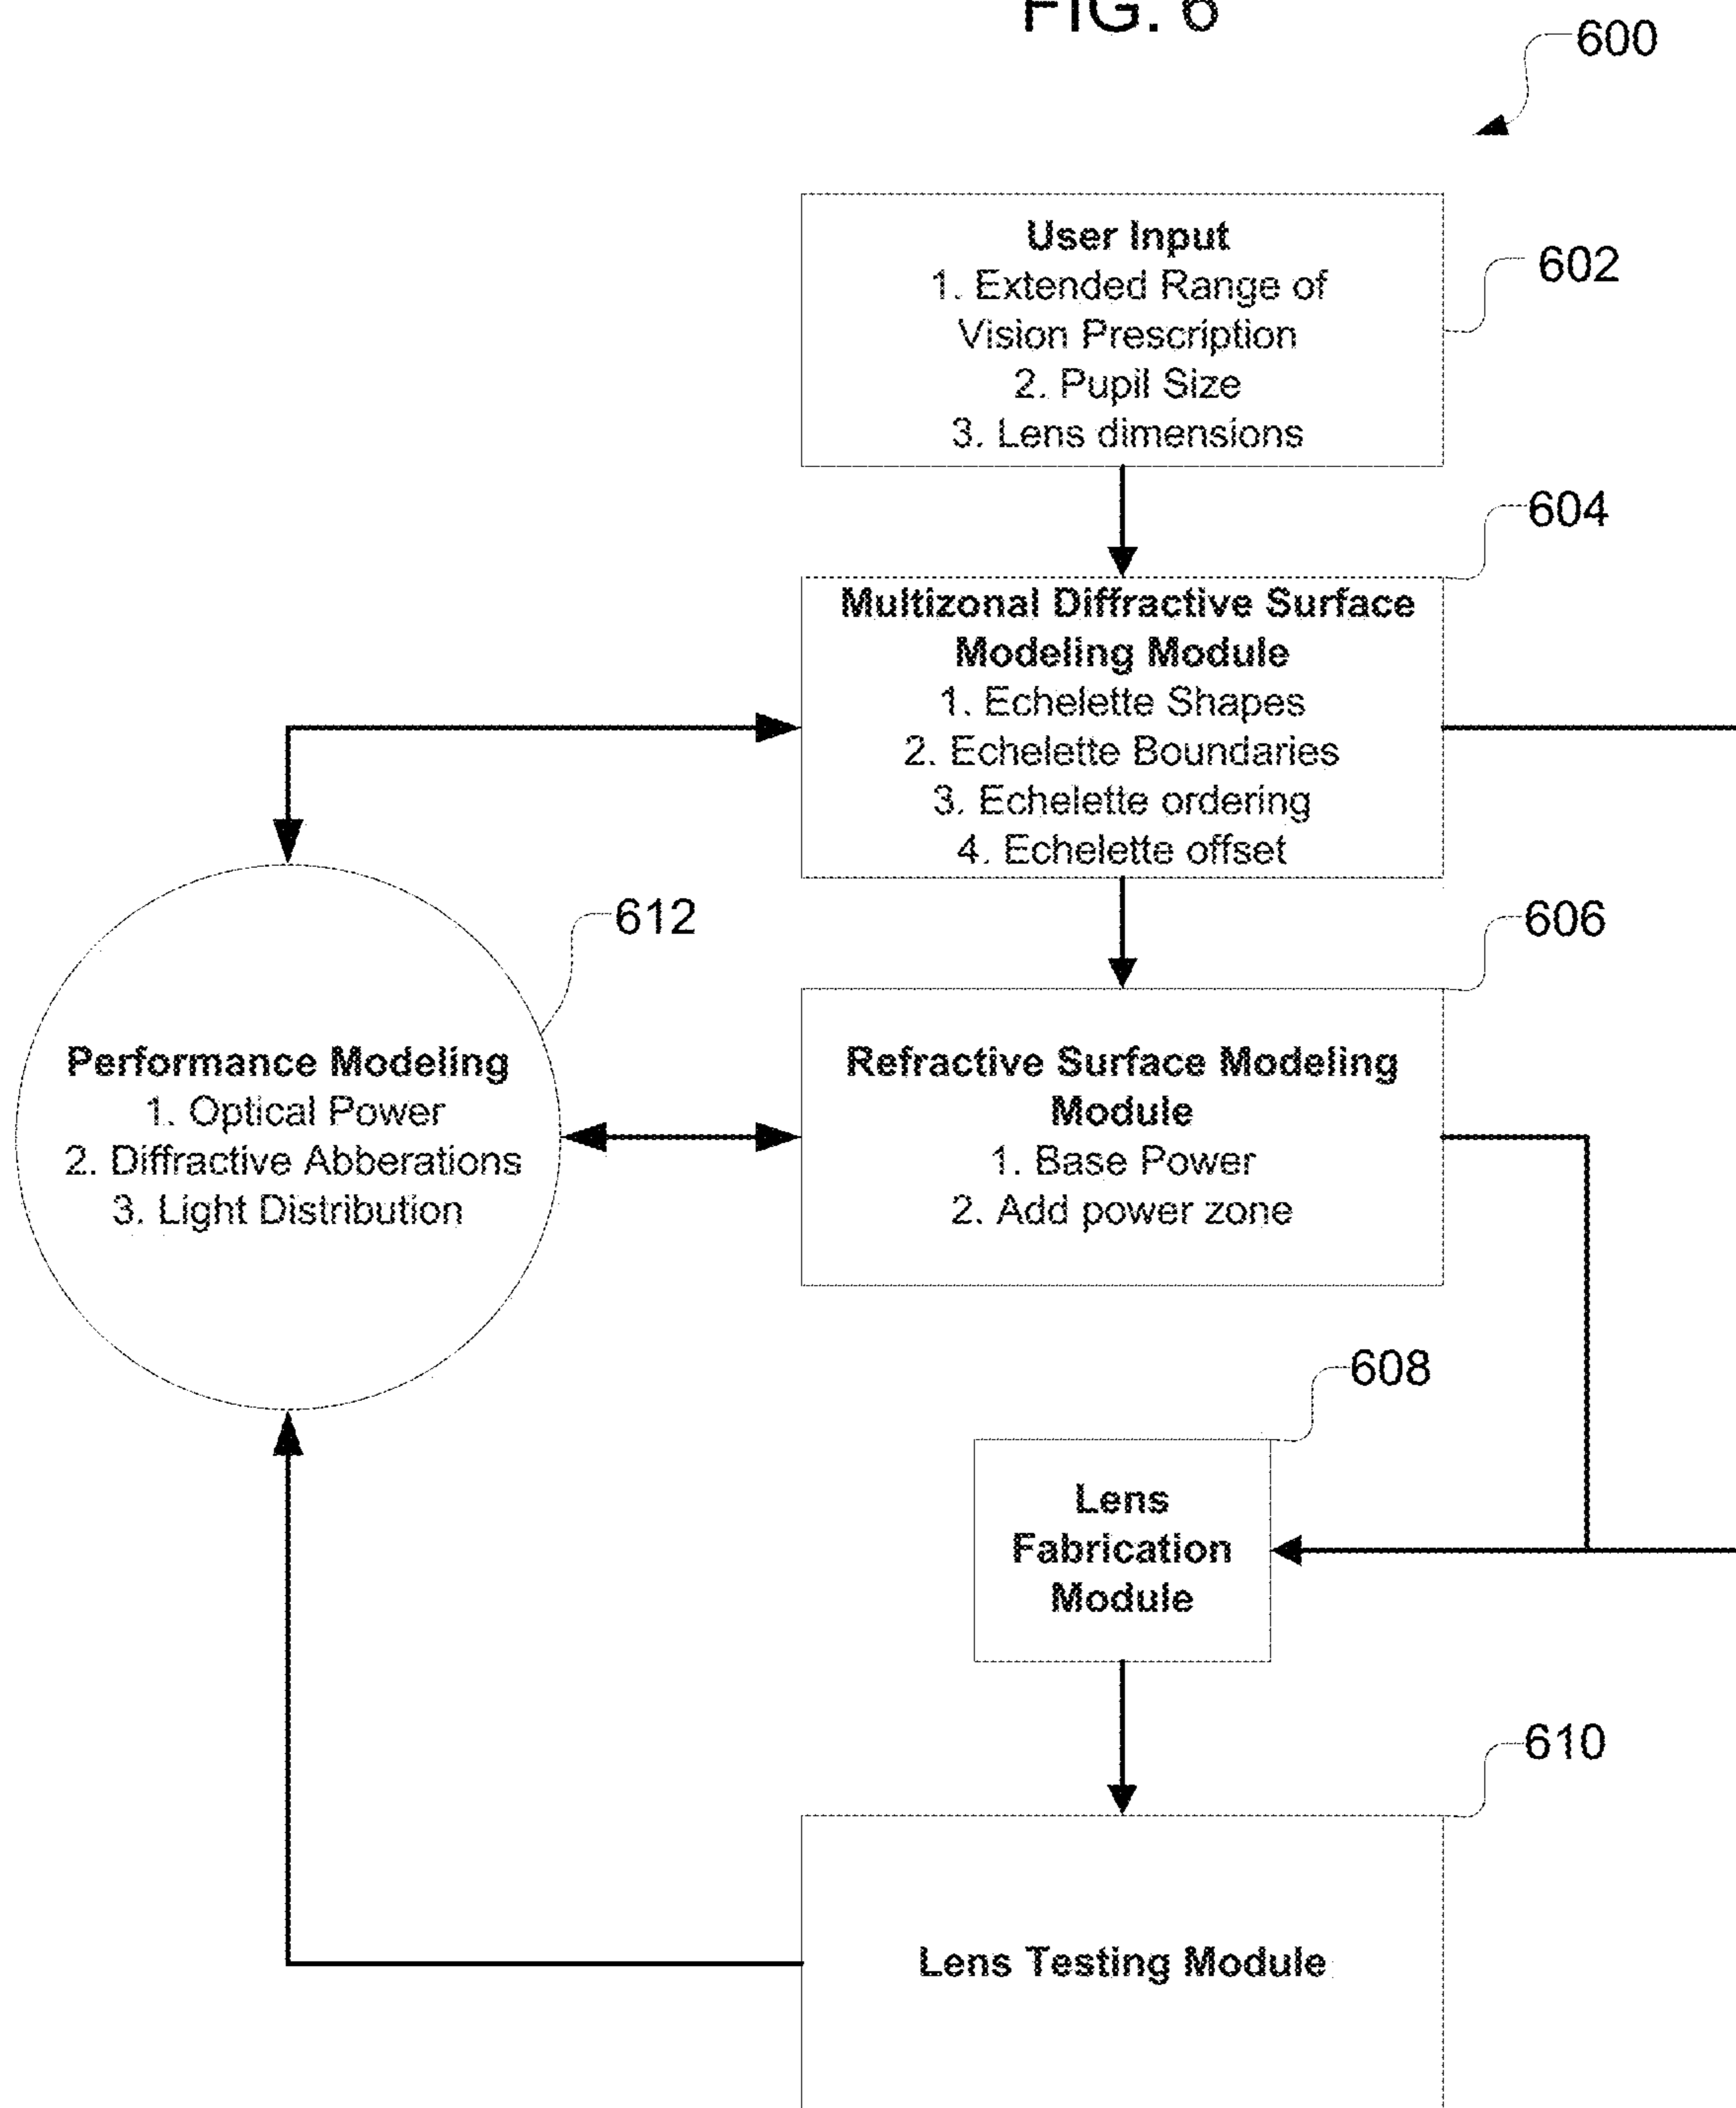 FIG. 6
600
User Input
1. Extended Range of
Vision Prescription
2. Pupil Size
3. Lens dimensions
602
604
Multizonal Diffractive Surface
Modeling Module
1. Echelette Shapes
2. Echelette Boundaries
3. Echelette ordering
4. Echelette offset
612
606
Performance Modeling
1. Optical Power
2. Diffractive Abberations
3. Light Distribution
Refractive Surface Modeling
Module
1. Base Power
2. Add power zone
608
Lens
Fabrication
Module
610
Lens Testing Module